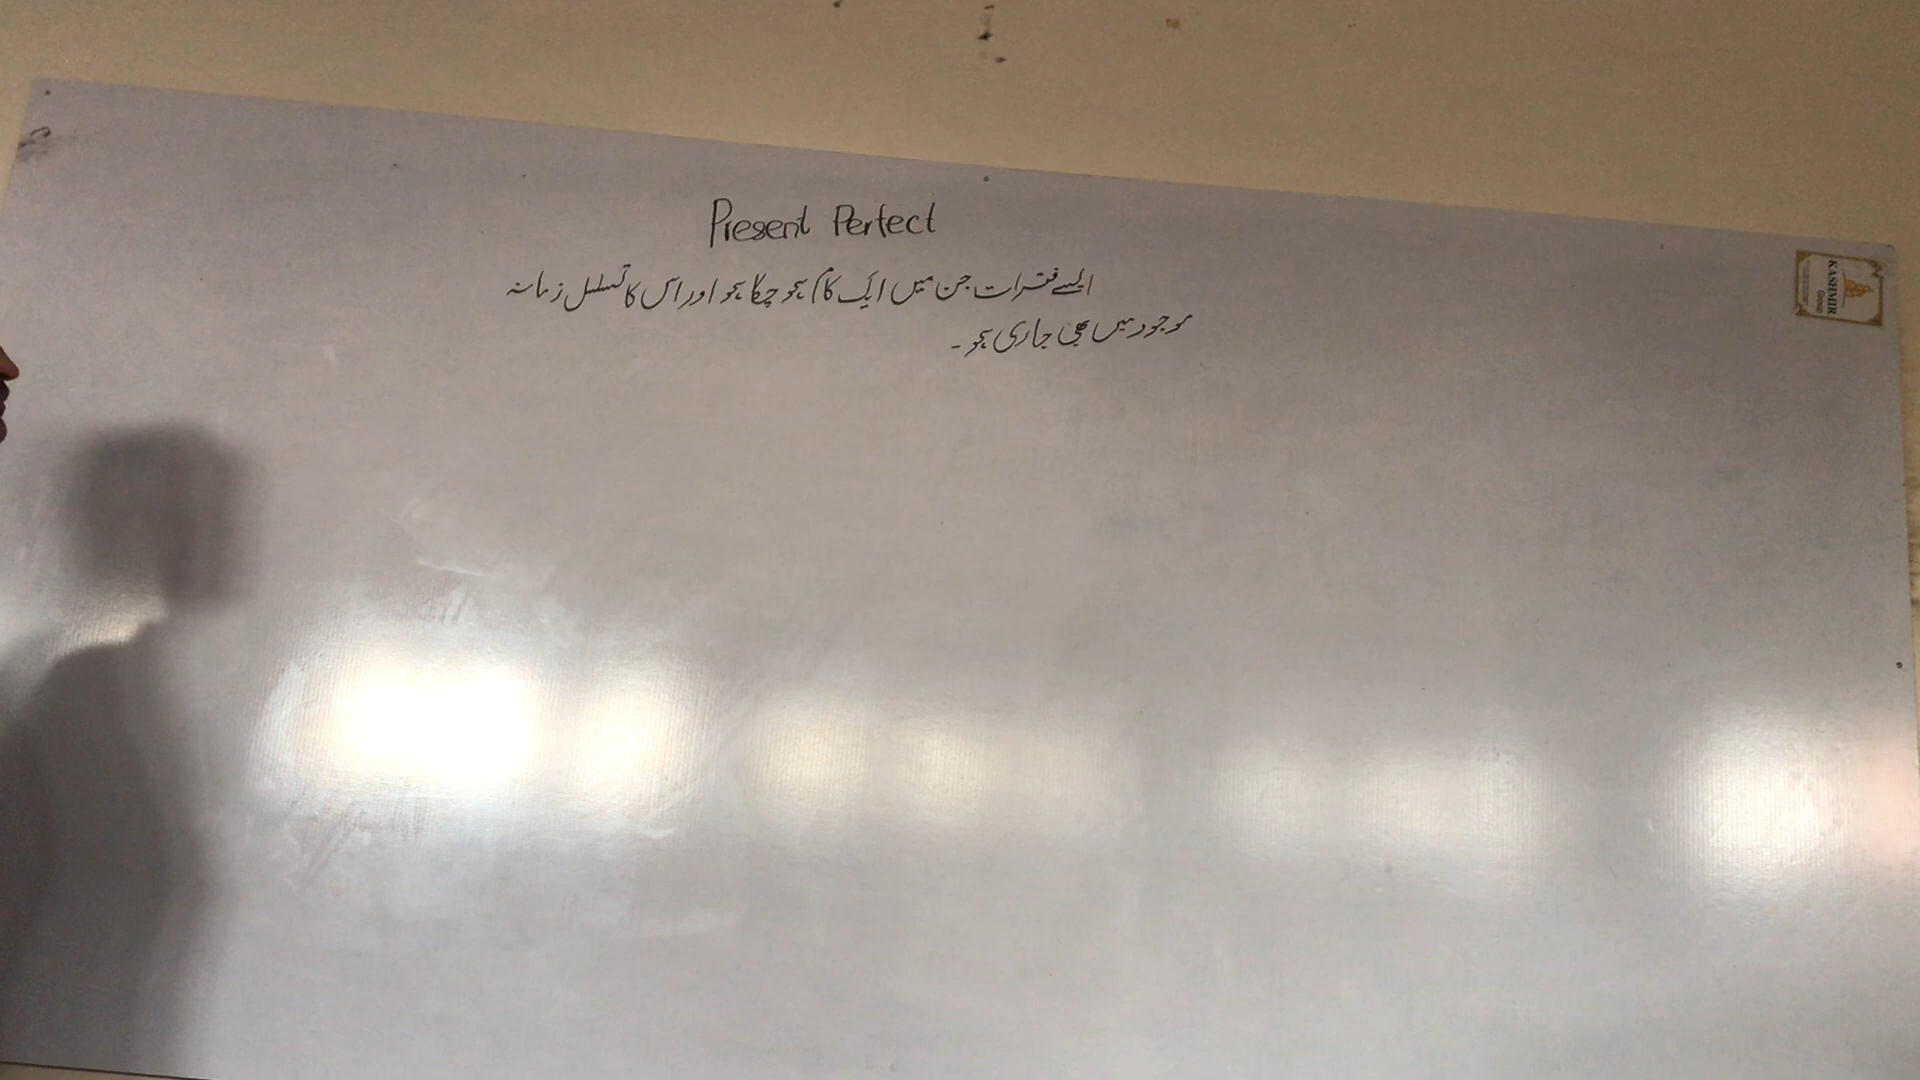 Present Perfect
ایسے فقرات جن میں ایک کام ہو چکا ہو اور اس کا تسلسل زمانہ
موجود میں بھی جاری ہو۔
KASHMIR